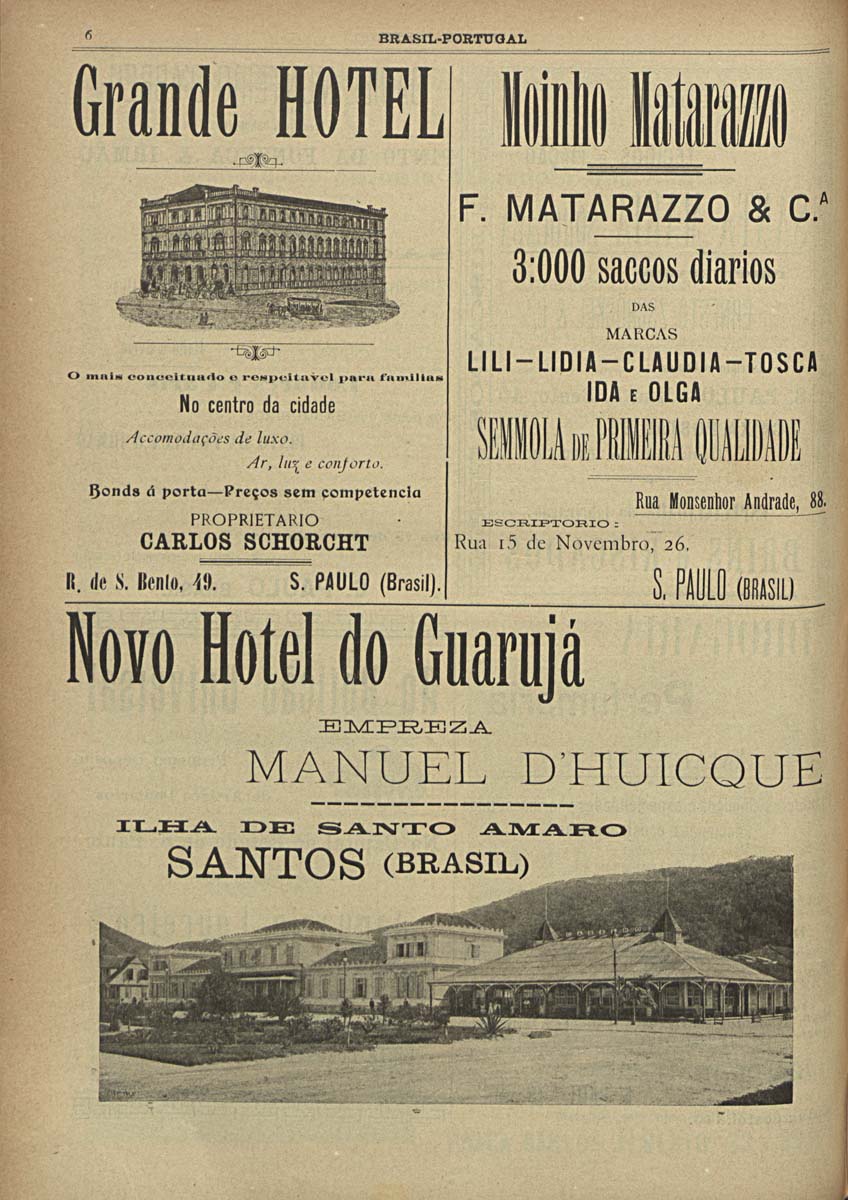 6
BRASIL-PORTUGAL
Grande HOTEL
O mais conceituado e respeitavel para familias
No centro da cidade
Accomodações de luxo.
Ar, luz e conforto.
Bonds á porta—Preços sem competencia
PROPRIETARIO
CARLOS SCHORCHT
R. de S. Bento, 49. S. PAULO (Brasil).
Moinho Matarazzo
F. MATARAZZO & C.A
3:000 saccos diarios
DAS
MARCAS
LILI—LIDIA—CLAUDIA—TOSCA
IDA E OLGA
SEMMOLA DE PRIMEIRA QUALIDADE
Rua Monsenhor Andrade, 88.
ESCRIPTORIO:
Rua 15 de Novembro, 26.
S. PAULO (BRASIL)
Novo Hotel do Guarujá
EMPREZA
MANUEL D'HUICQUE
ILHA DE SANTO AMARO
SANTOS (BRASIL)